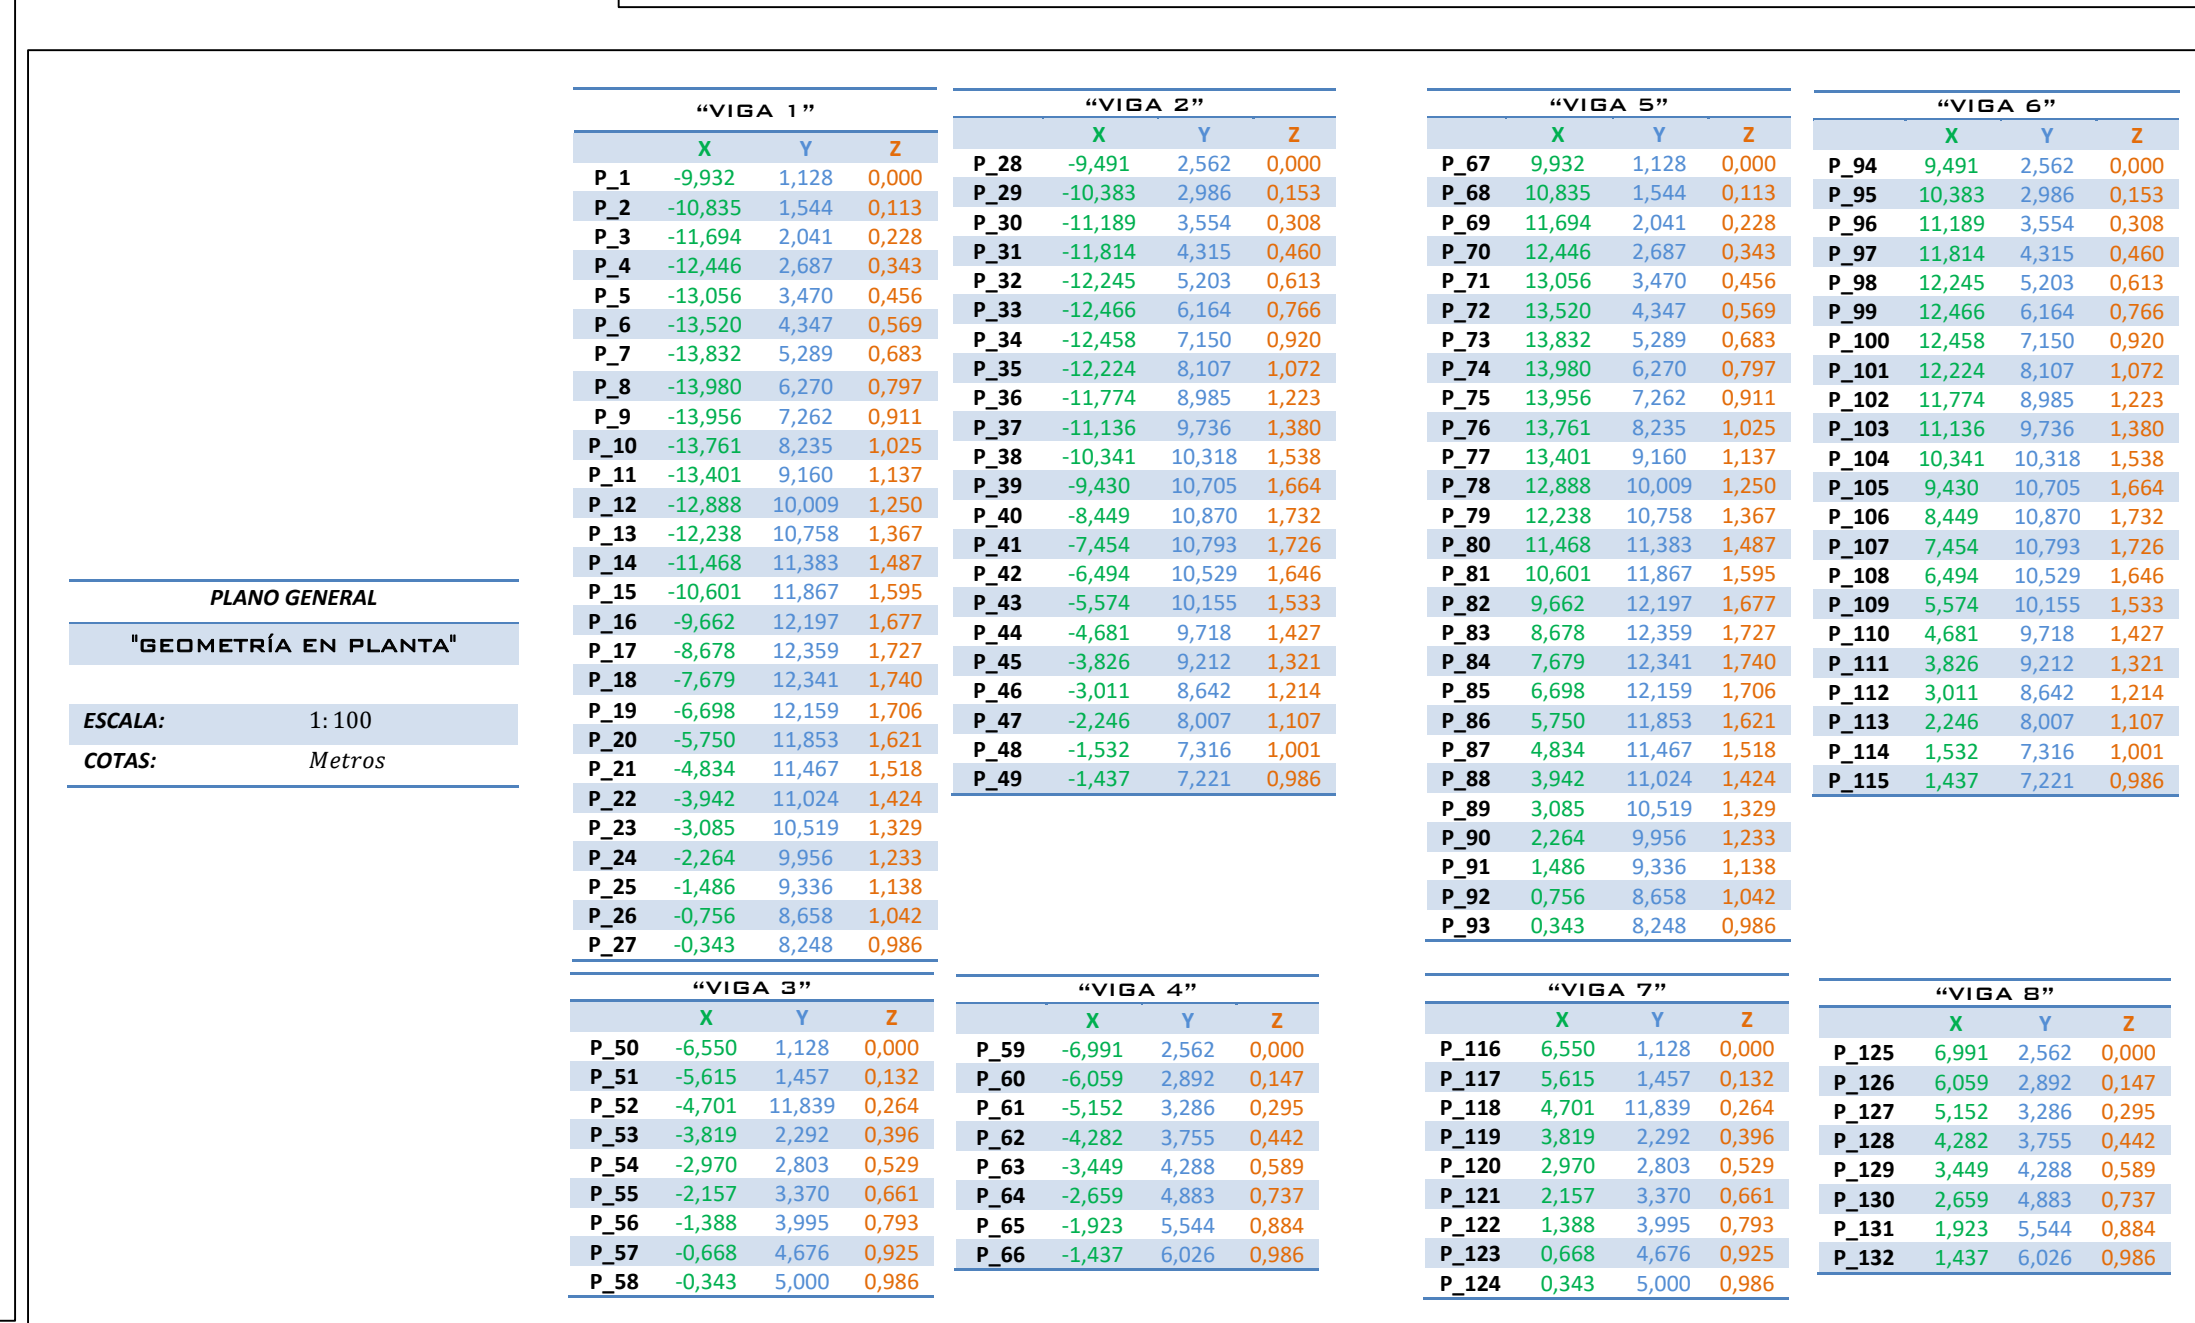 PLANO GENERAL
"GEOMETRÍA EN PLANTA"
ESCALA: 1:100
COTAS: Metros
“VIGA 1”
X Y Z
P_1 -9,932 1,128 0,000
P_2 -10,835 1,544 0,113
P_3 -11,694 2,041 0,228
P_4 -12,446 2,687 0,343
P_5 -13,056 3,470 0,456
P_6 -13,520 4,347 0,569
P_7 -13,832 5,289 0,683
P_8 -13,980 6,270 0,797
P_9 -13,956 7,262 0,911
P_10 -13,761 8,235 1,025
P_11 -13,401 9,160 1,137
P_12 -12,888 10,009 1,250
P_13 -12,238 10,758 1,367
P_14 -11,468 11,383 1,487
P_15 -10,601 11,867 1,595
P_16 -9,662 12,197 1,677
P_17 -8,678 12,359 1,727
P_18 -7,679 12,341 1,740
P_19 -6,698 12,159 1,706
P_20 -5,750 11,853 1,621
P_21 -4,834 11,467 1,518
P_22 -3,942 11,024 1,424
P_23 -3,085 10,519 1,329
P_24 -2,264 9,956 1,233
P_25 -1,486 9,336 1,138
P_26 -0,756 8,658 1,042
P_27 -0,343 8,248 0,986
“VIGA 2”
X Y Z
P_28 -9,491 2,562 0,000
P_29 -10,383 2,986 0,153
P_30 -11,189 3,554 0,308
P_31 -11,814 4,315 0,460
P_32 -12,245 5,203 0,613
P_33 -12,466 6,164 0,766
P_34 -12,458 7,150 0,920
P_35 -12,224 8,107 1,072
P_36 -11,774 8,985 1,223
P_37 -11,136 9,736 1,380
P_38 -10,341 10,318 1,538
P_39 -9,430 10,705 1,664
P_40 -8,449 10,870 1,732
P_41 -7,454 10,793 1,726
P_42 -6,494 10,529 1,646
P_43 -5,574 10,155 1,533
P_44 -4,681 9,718 1,427
P_45 -3,826 9,212 1,321
P_46 -3,011 8,642 1,214
P_47 -2,246 8,007 1,107
P_48 -1,532 7,316 1,001
P_49 -1,437 7,221 0,986
“VIGA 5”
X Y Z
P_67 9,932 1,128 0,000
P_68 10,835 1,544 0,113
P_69 11,694 2,041 0,228
P_70 12,446 2,687 0,343
P_71 13,056 3,470 0,456
P_72 13,520 4,347 0,569
P_73 13,832 5,289 0,683
P_74 13,980 6,270 0,797
P_75 13,956 7,262 0,911
P_76 13,761 8,235 1,025
P_77 13,401 9,160 1,137
P_78 12,888 10,009 1,250
P_79 12,238 10,758 1,367
P_80 11,468 11,383 1,487
P_81 10,601 11,867 1,595
P_82 9,662 12,197 1,677
P_83 8,678 12,359 1,727
P_84 7,679 12,341 1,740
P_85 6,698 12,159 1,706
P_86 5,750 11,853 1,621
P_87 4,834 11,467 1,518
P_88 3,942 11,024 1,424
P_89 3,085 10,519 1,329
P_90 2,264 9,956 1,233
P_91 1,486 9,336 1,138
P_92 0,756 8,658 1,042
P_93 0,343 8,248 0,986
“VIGA 6”
X Y Z
P_94 9,491 2,562 0,000
P_95 10,383 2,986 0,153
P_96 11,189 3,554 0,308
P_97 11,814 4,315 0,460
P_98 12,245 5,203 0,613
P_99 12,466 6,164 0,766
P_100 12,458 7,150 0,920
P_101 12,224 8,107 1,072
P_102 11,774 8,985 1,223
P_103 11,136 9,736 1,380
P_104 10,341 10,318 1,538
P_105 9,430 10,705 1,664
P_106 8,449 10,870 1,732
P_107 7,454 10,793 1,726
P_108 6,494 10,529 1,646
P_109 5,574 10,155 1,533
P_110 4,681 9,718 1,427
P_111 3,826 9,212 1,321
P_112 3,011 8,642 1,214
P_113 2,246 8,007 1,107
P_114 1,532 7,316 1,001
P_115 1,437 7,221 0,986
“VIGA 3”
X Y Z
P_50 -6,550 1,128 0,000
P_51 -5,615 1,457 0,132
P_52 -4,701 11,839 0,264
P_53 -3,819 2,292 0,396
P_54 -2,970 2,803 0,529
P_55 -2,157 3,370 0,661
P_56 -1,388 3,995 0,793
P_57 -0,668 4,676 0,925
P_58 -0,343 5,000 0,986
“VIGA 4”
X Y Z
P_59 -6,991 2,562 0,000
P_60 -6,059 2,892 0,147
P_61 -5,152 3,286 0,295
P_62 -4,282 3,755 0,442
P_63 -3,449 4,288 0,589
P_64 -2,659 4,883 0,737
P_65 -1,923 5,544 0,884
P_66 -1,437 6,026 0,986
“VIGA 7”
X Y Z
P_116 6,550 1,128 0,000
P_117 5,615 1,457 0,132
P_118 4,701 11,839 0,264
P_119 3,819 2,292 0,396
P_120 2,970 2,803 0,529
P_121 2,157 3,370 0,661
P_122 1,388 3,995 0,793
P_123 0,668 4,676 0,925
P_124 0,343 5,000 0,986
“VIGA 8”
X Y Z
P_125 6,991 2,562 0,000
P_126 6,059 2,892 0,147
P_127 5,152 3,286 0,295
P_128 4,282 3,755 0,442
P_129 3,449 4,288 0,589
P_130 2,659 4,883 0,737
P_131 1,923 5,544 0,884
P_132 1,437 6,026 0,986